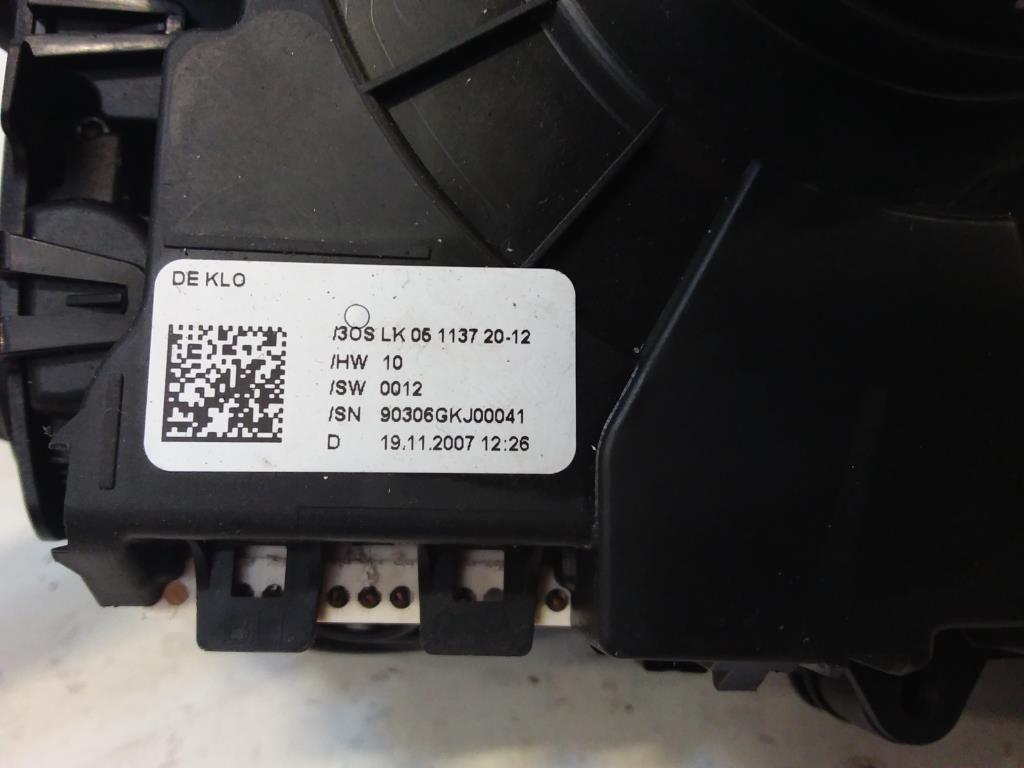 DE KLO
/3OS LK 05 1137 20-12
/HW 10
/SW 0012
/SN 90306GKJ00041
D 19.11.2007 12:26